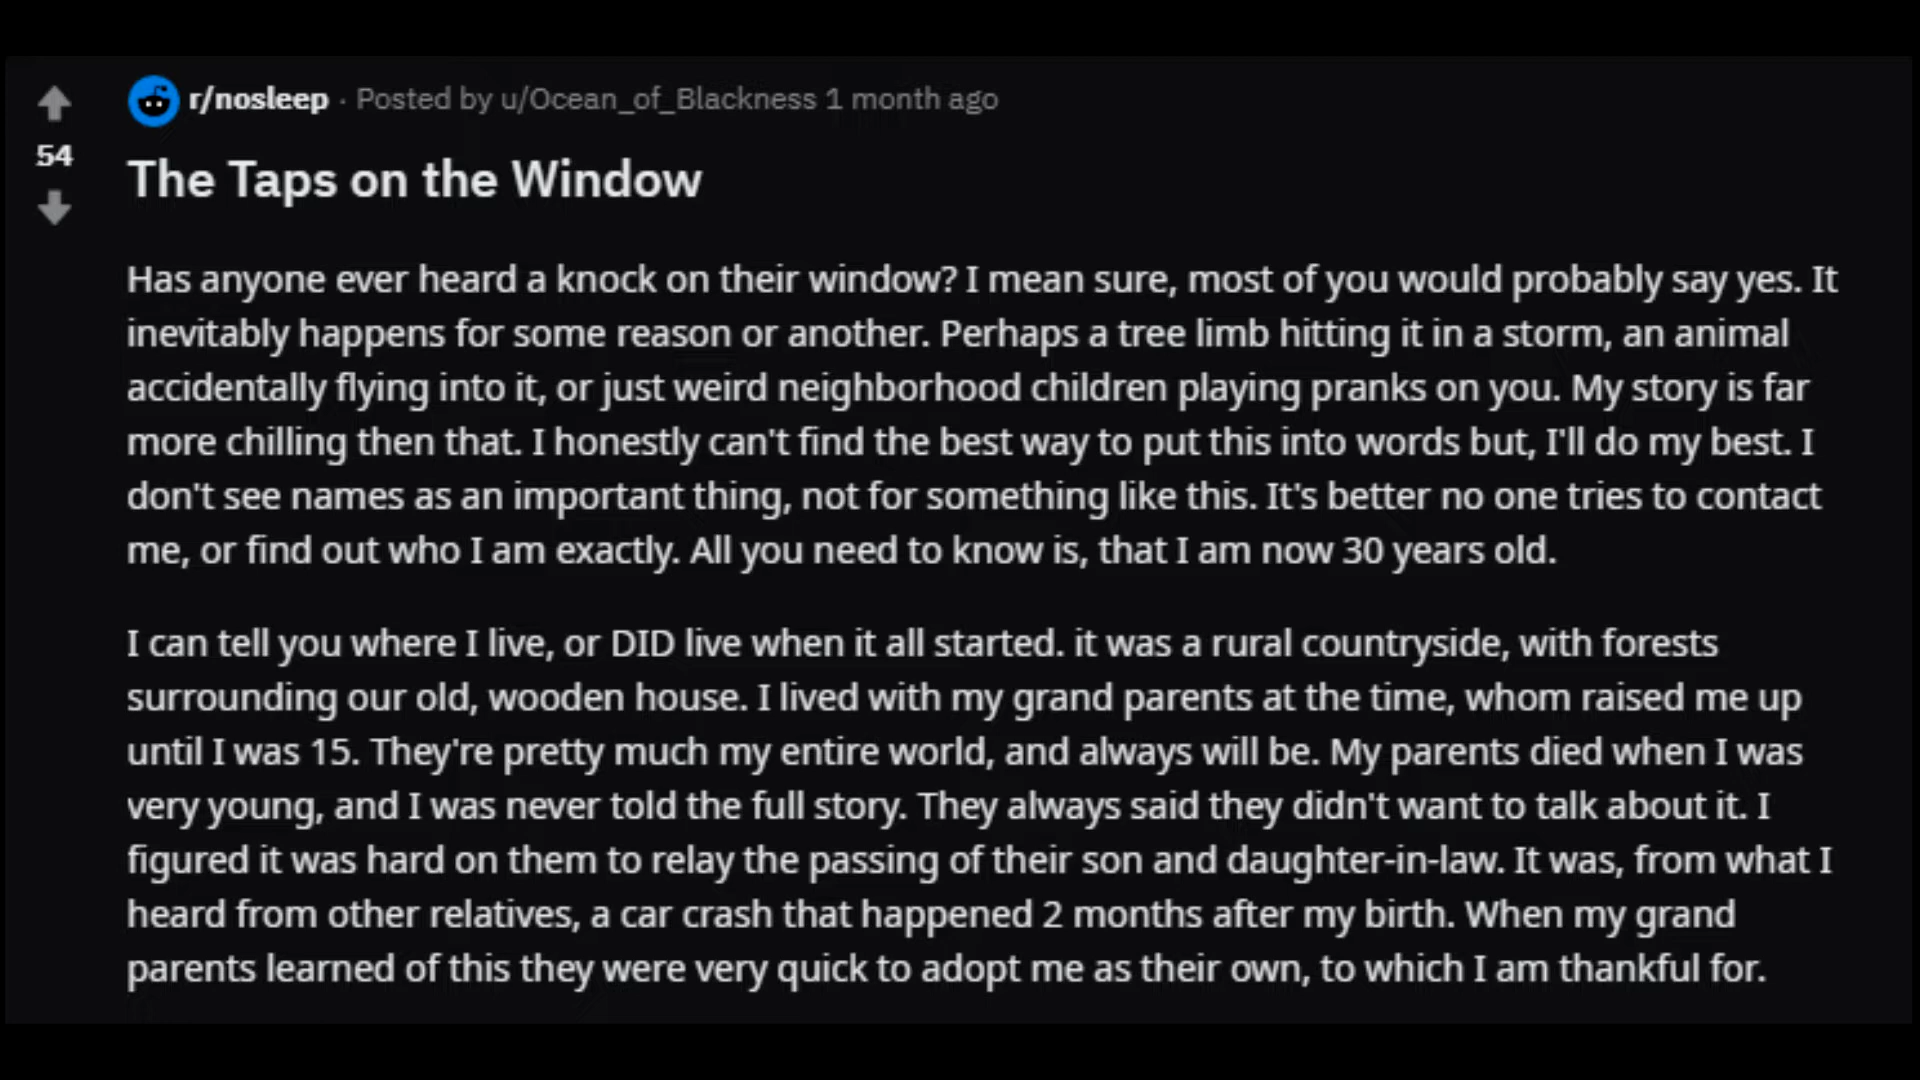 r/nosleep · Posted by u/Ocean_of_Blackness 1 month ago
54
The Taps on the Window
Has anyone ever heard a knock on their window? I mean sure, most of you would probably say yes. It
inevitably happens for some reason or another. Perhaps a tree limb hitting it in a storm, an animal
accidentally flying into it, or just weird neighborhood children playing pranks on you. My story is far
more chilling then that. I honestly can't find the best way to put this into words but, I'll do my best. I
don't see names as an important thing, not for something like this. It's better no one tries to contact
me, or find out who I am exactly. All you need to know is, that I am now 30 years old.
I can tell you where I live, or DID live when it all started. it was a rural countryside, with forests
surrounding our old, wooden house. I lived with my grand parents at the time, whom raised me up
until I was 15. They're pretty much my entire world, and always will be. My parents died when I was
very young, and I was never told the full story. They always said they didn't want to talk about it. I
figured it was hard on them to relay the passing of their son and daughter-in-law. It was, from what I
heard from other relatives, a car crash that happened 2 months after my birth. When my grand
parents learned of this they were very quick to adopt me as their own, to which I am thankful for.